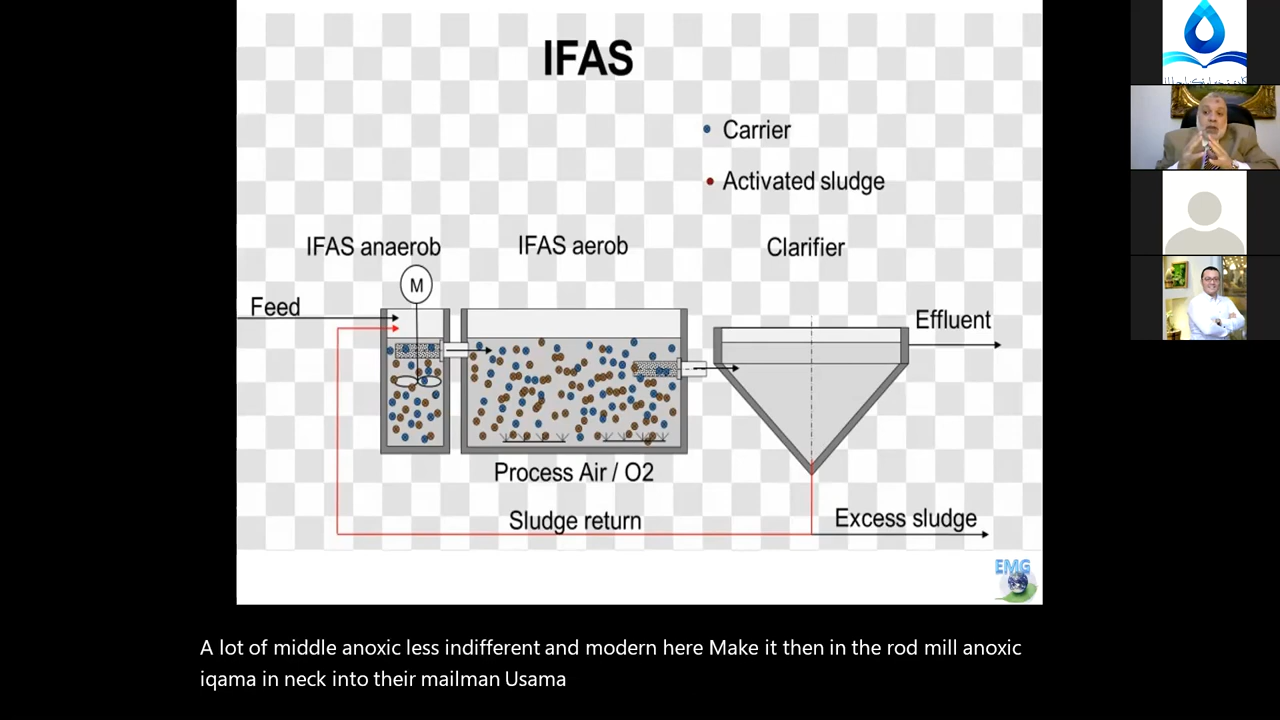 IFAS
Carrier
Activated sludge
IFAS anaerob
IFAS aerob
Clarifier
M
Feed
Effluent
Process Air / O2
Sludge return
Excess sludge
EMG
A lot of middle anoxic less indifferent and modern here Make it then in the rod mill anoxic
iqama in neck into their mailman Usama